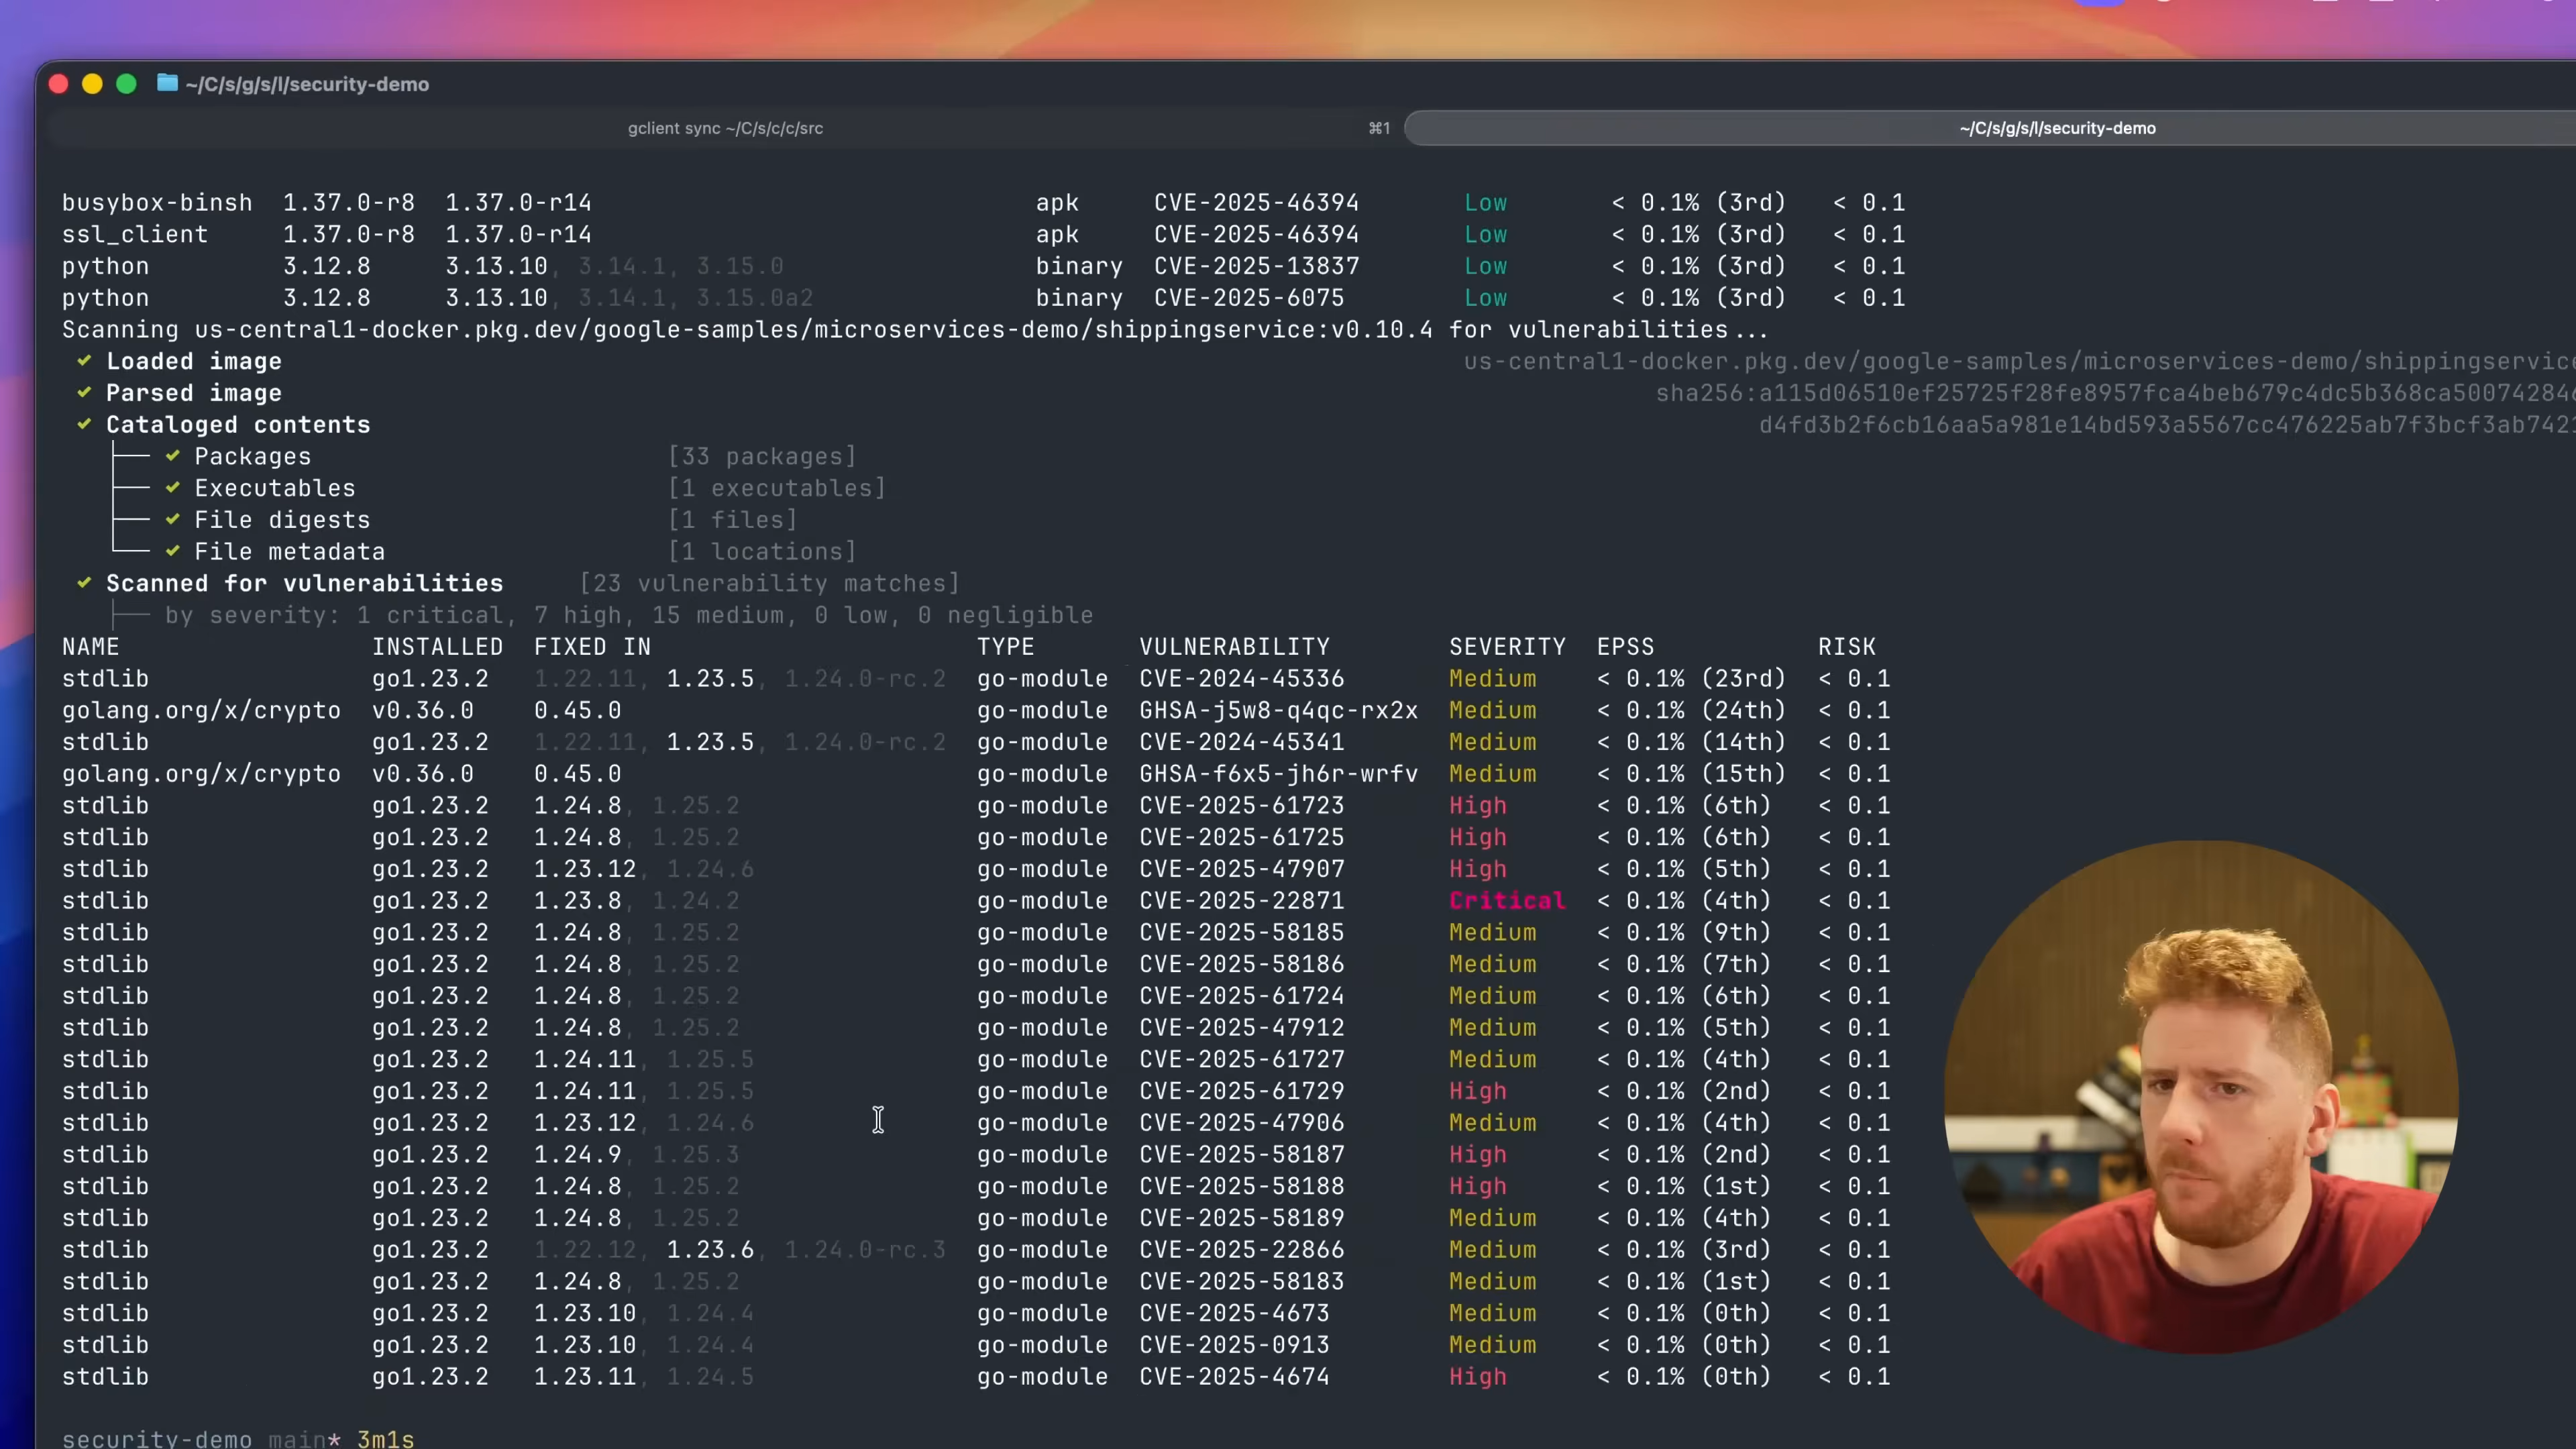 ~/C/s/g/s/l/security-demo
gclient sync ~/C/s/c/c/src ⌘1 ~/C/s/g/s/l/security-demo
busybox-binsh 1.37.0-r8 1.37.0-r14 apk CVE-2025-46394 Low < 0.1% (3rd) < 0.1
ssl_client 1.37.0-r8 1.37.0-r14 apk CVE-2025-46394 Low < 0.1% (3rd) < 0.1
python 3.12.8 3.13.10, 3.14.1, 3.15.0 binary CVE-2025-13837 Low < 0.1% (3rd) < 0.1
python 3.12.8 3.13.10, 3.14.1, 3.15.0a2 binary CVE-2025-6075 Low < 0.1% (3rd) < 0.1
Scanning us-central1-docker.pkg.dev/google-samples/microservices-demo/shippingservice:v0.10.4 for vulnerabilities...
✓ Loaded image us-central1-docker.pkg.dev/google-samples/microservices-demo/shippingservice
✓ Parsed image sha256:a115d06510ef25725f28fe8957fca4beb679c4dc5b368ca500742846
✓ Cataloged contents d4fd3b2f6cb16aa5a981e14bd593a5567cc476225ab7f3bcf3ab7421
├── ✓ Packages [33 packages]
├── ✓ Executables [1 executables]
├── ✓ File digests [1 files]
└── ✓ File metadata [1 locations]
✓ Scanned for vulnerabilities [23 vulnerability matches]
├── by severity: 1 critical, 7 high, 15 medium, 0 low, 0 negligible
NAME INSTALLED FIXED IN TYPE VULNERABILITY SEVERITY EPSS RISK
stdlib go1.23.2 1.22.11, 1.23.5, 1.24.0-rc.2 go-module CVE-2024-45336 Medium < 0.1% (23rd) < 0.1
golang.org/x/crypto v0.36.0 0.45.0 go-module GHSA-j5w8-q4qc-rx2x Medium < 0.1% (24th) < 0.1
stdlib go1.23.2 1.22.11, 1.23.5, 1.24.0-rc.2 go-module CVE-2024-45341 Medium < 0.1% (14th) < 0.1
golang.org/x/crypto v0.36.0 0.45.0 go-module GHSA-f6x5-jh6r-wrfv Medium < 0.1% (15th) < 0.1
stdlib go1.23.2 1.24.8, 1.25.2 go-module CVE-2025-61723 High < 0.1% (6th) < 0.1
stdlib go1.23.2 1.24.8, 1.25.2 go-module CVE-2025-61725 High < 0.1% (6th) < 0.1
stdlib go1.23.2 1.23.12, 1.24.6 go-module CVE-2025-47907 High < 0.1% (5th) < 0.1
stdlib go1.23.2 1.23.8, 1.24.2 go-module CVE-2025-22871 Critical < 0.1% (4th) < 0.1
stdlib go1.23.2 1.24.8, 1.25.2 go-module CVE-2025-58185 Medium < 0.1% (9th) < 0.1
stdlib go1.23.2 1.24.8, 1.25.2 go-module CVE-2025-58186 Medium < 0.1% (7th) < 0.1
stdlib go1.23.2 1.24.8, 1.25.2 go-module CVE-2025-61724 Medium < 0.1% (6th) < 0.1
stdlib go1.23.2 1.24.8, 1.25.2 go-module CVE-2025-47912 Medium < 0.1% (5th) < 0.1
stdlib go1.23.2 1.24.11, 1.25.5 go-module CVE-2025-61727 Medium < 0.1% (4th) < 0.1
stdlib go1.23.2 1.24.11, 1.25.5 go-module CVE-2025-61729 High < 0.1% (2nd) < 0.1
stdlib go1.23.2 1.23.12, 1.24.6 go-module CVE-2025-47906 Medium < 0.1% (4th) < 0.1
stdlib go1.23.2 1.24.9, 1.25.3 go-module CVE-2025-58187 High < 0.1% (2nd) < 0.1
stdlib go1.23.2 1.24.8, 1.25.2 go-module CVE-2025-58188 High < 0.1% (1st) < 0.1
stdlib go1.23.2 1.24.8, 1.25.2 go-module CVE-2025-58189 Medium < 0.1% (4th) < 0.1
stdlib go1.23.2 1.22.12, 1.23.6, 1.24.0-rc.3 go-module CVE-2025-22866 Medium < 0.1% (3rd) < 0.1
stdlib go1.23.2 1.24.8, 1.25.2 go-module CVE-2025-58183 Medium < 0.1% (1st) < 0.1
stdlib go1.23.2 1.23.10, 1.24.4 go-module CVE-2025-4673 Medium < 0.1% (0th) < 0.1
stdlib go1.23.2 1.23.10, 1.24.4 go-module CVE-2025-0913 Medium < 0.1% (0th) < 0.1
stdlib go1.23.2 1.23.11, 1.24.5 go-module CVE-2025-4674 High < 0.1% (0th) < 0.1
security-demo main* 3m1s